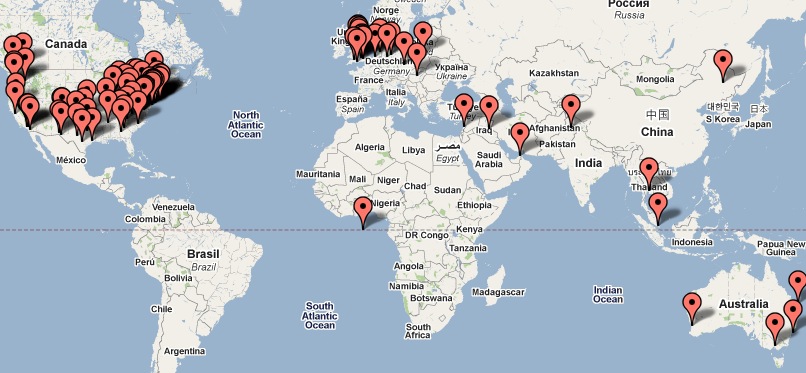 Norge
Norway
Россия
Russia
Canada
United
Kingdom
Deutschland
Germany
Україна
Ukraine
Kazakhstan
Mongolia
France
Italia
Italy
España
Spain
Turkey
Iraq
Afghanistan
中国
China
대한민국
S Korea
日本
Japan
North
Atlantic
Ocean
México
Algeria
Libya
مصر
Egypt
Saudi
Arabia
Pakistan
India
Thailand
Mauritania
Mali
Niger
Chad
Sudan
Nigeria
Ethiopia
Venezuela
Colombia
DR Congo
Kenya
Tanzania
Indonesia
Papua New
Guinea
Brasil
Brazil
Perú
Bolivia
Angola
Namibia
Botswana
Madagascar
Indian
Ocean
Australia
Chile
South
Atlantic
Ocean
South
Africa
Argentina